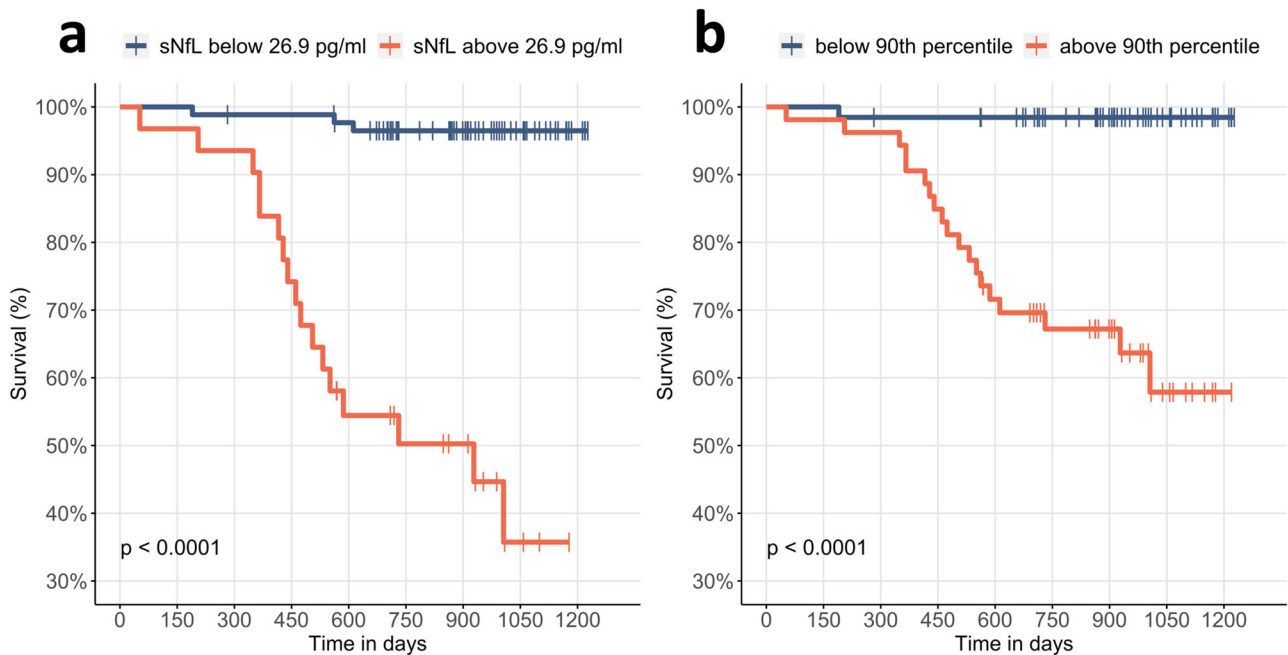 a
sNfL below 26.9 pg/ml sNfL above 26.9 pg/ml
Survival (%)
100%
90%
80%
70%
60%
50%
40%
30%
p < 0.0001
0 150 300 450 600 750 900 1050 1200
Time in days
b
below 90th percentile above 90th percentile
Survival (%)
100%
90%
80%
70%
60%
50%
40%
30%
p < 0.0001
0 150 300 450 600 750 900 1050 1200
Time in days